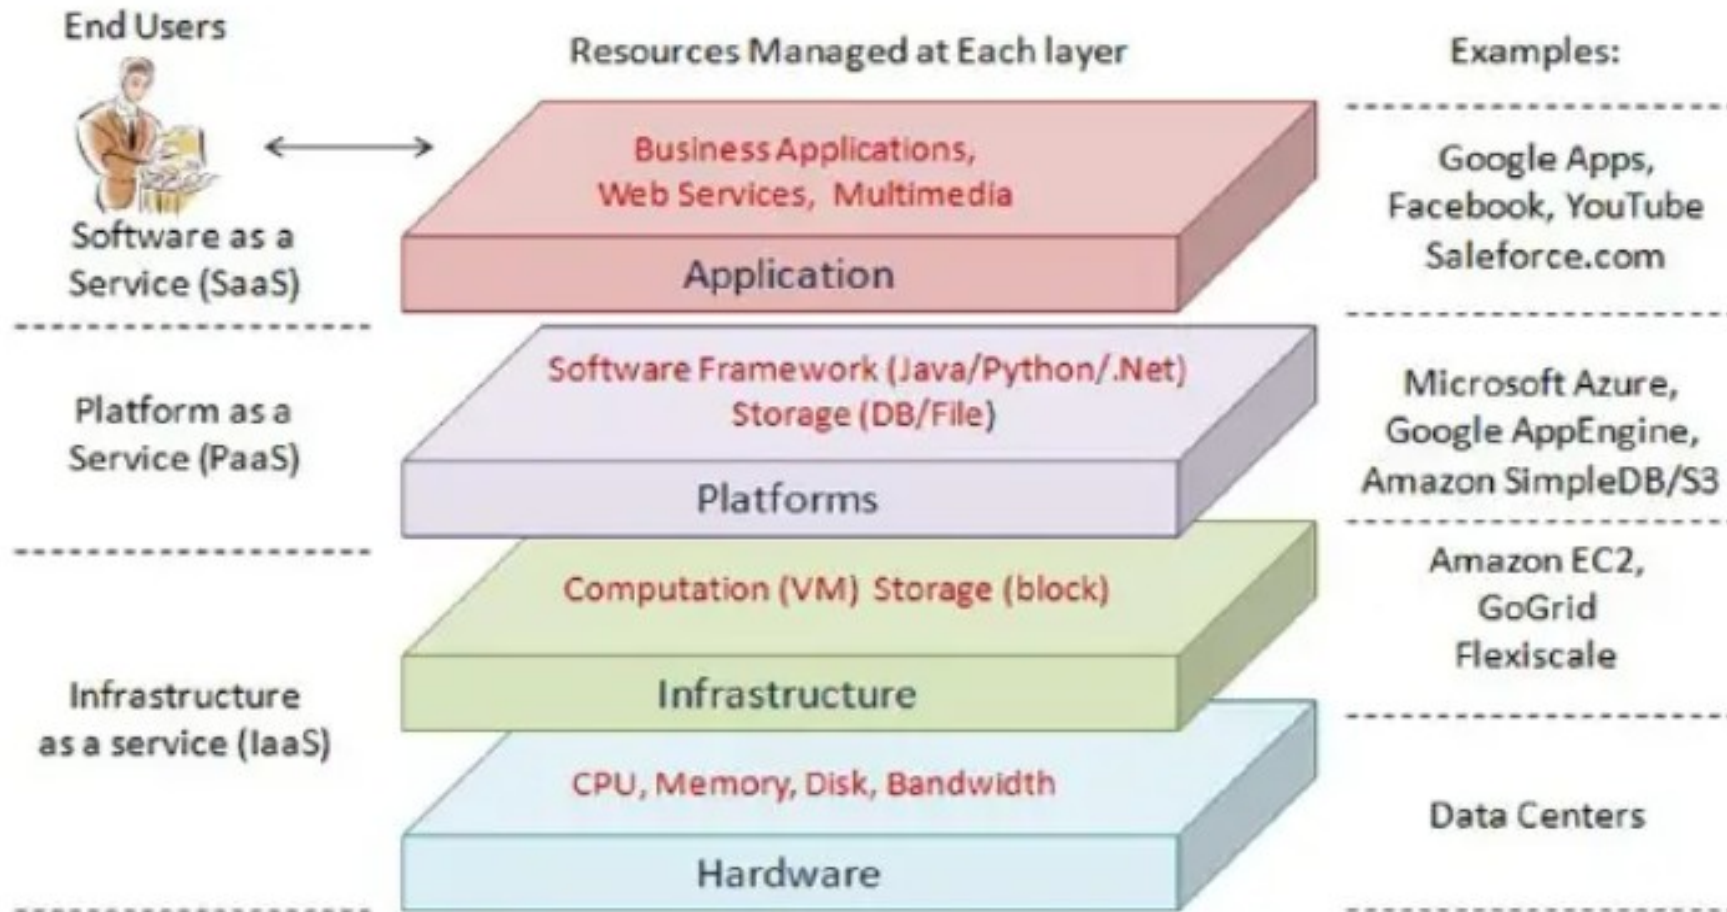 End Users
Resources Managed at Each layer
Examples:
Business Applications,
Web Services, Multimedia
Application
Software as a
Service (SaaS)
Google Apps,
Facebook, YouTube
Saleforce.com
Software Framework (Java/Python/.Net)
Storage (DB/File)
Platforms
Platform as a
Service (PaaS)
Microsoft Azure,
Google AppEngine,
Amazon SimpleDB/S3
Computation (VM) Storage (block)
Infrastructure
Amazon EC2,
GoGrid
Flexiscale
Infrastructure
as a service (IaaS)
CPU, Memory, Disk, Bandwidth
Hardware
Data Centers